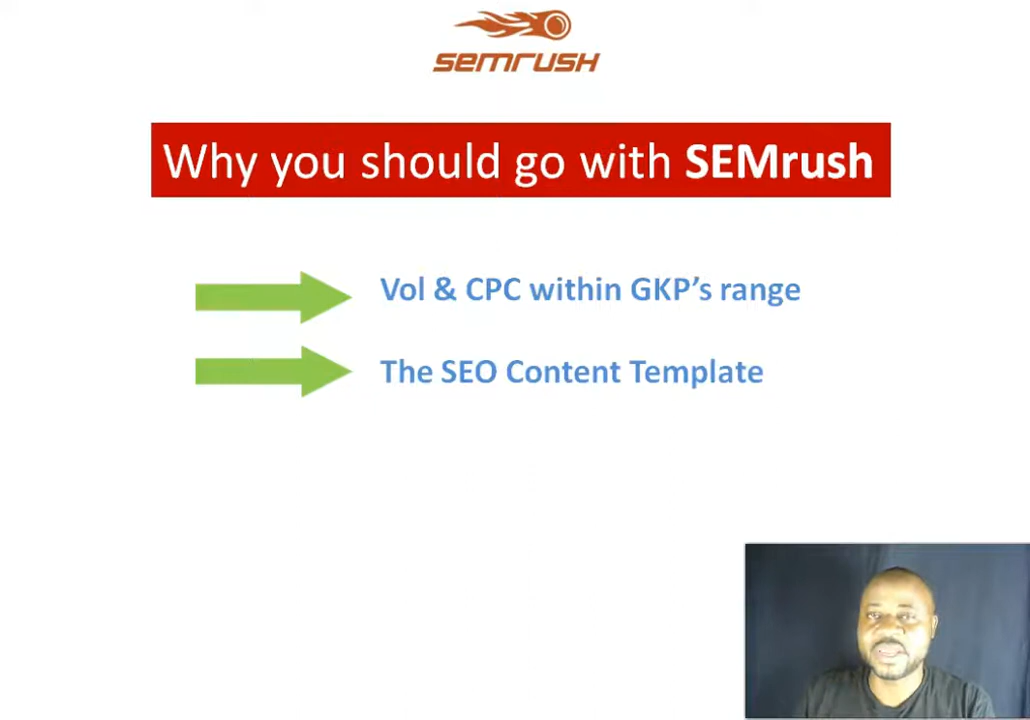 semrush
Why you should go with SEMrush
Vol & CPC within GKP's range
The SEO Content Template